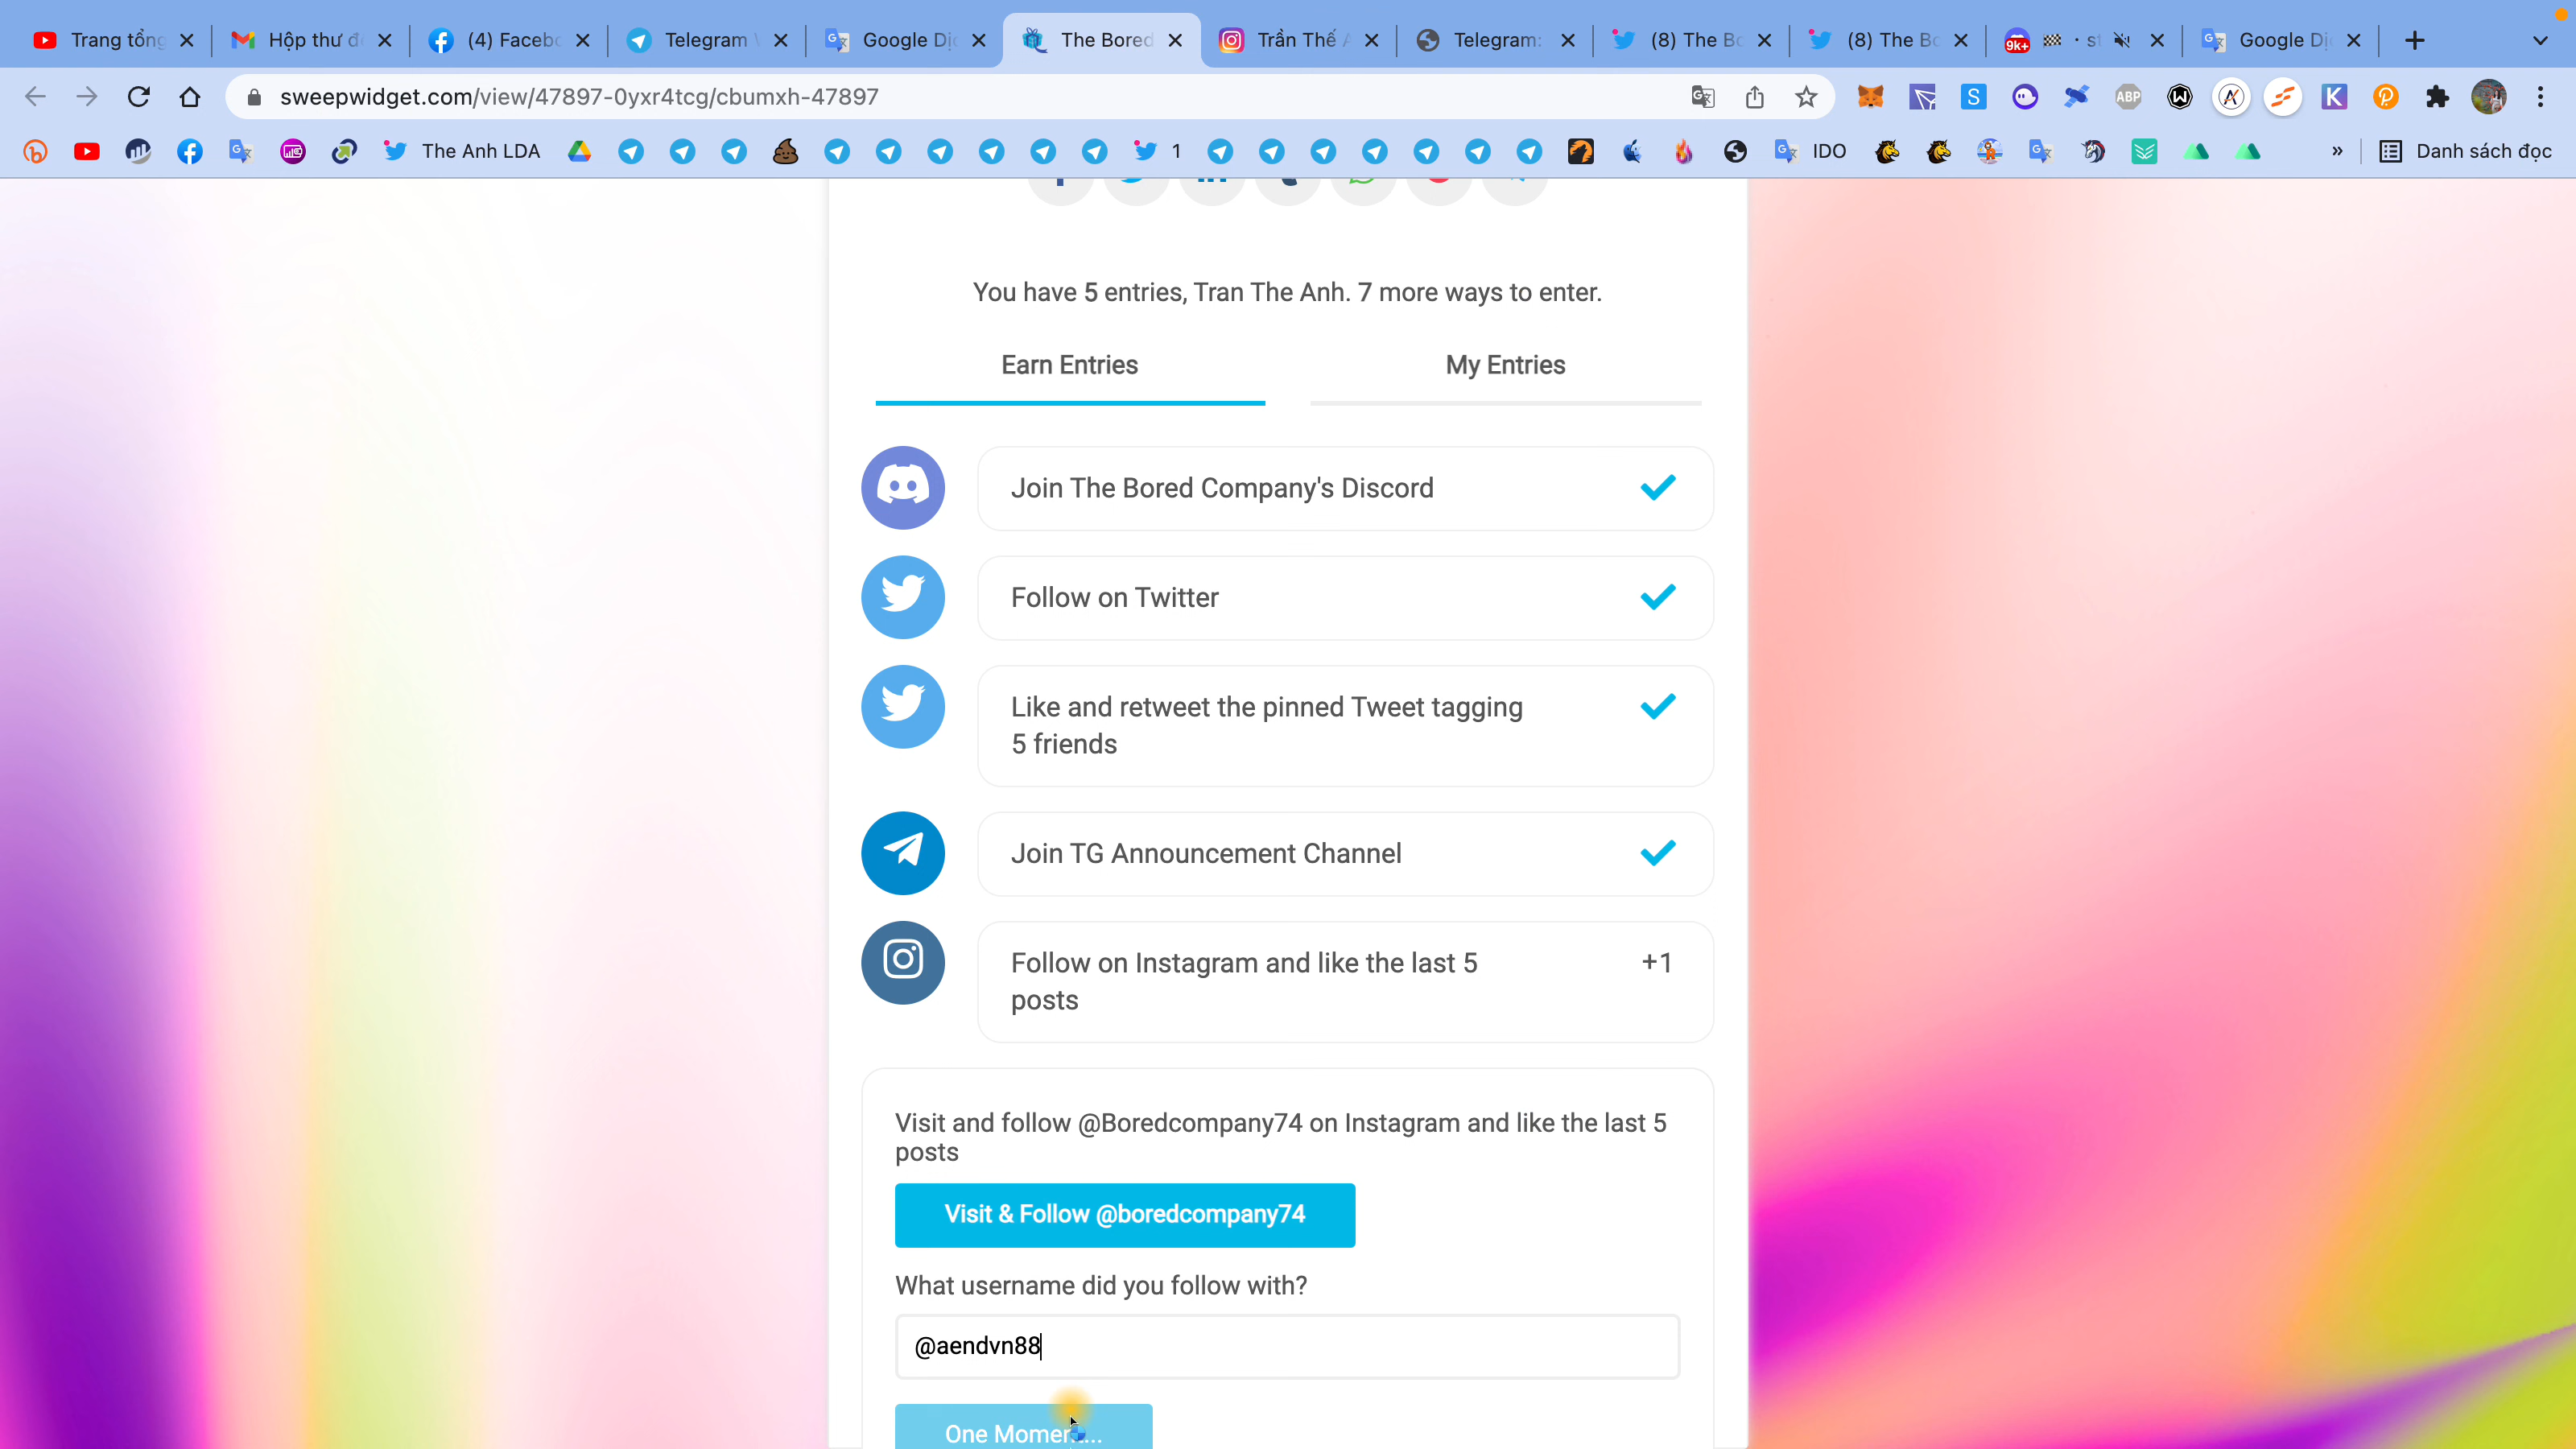 Trang tổng
Hộp thư đ
(4) Facebo
Telegram
Google Dị
The Bored
Trần Thế
Telegram:
(8) The Bo
(8) The Bo
9k+
Google Dị
sweepwidget.com/view/47897-0yxr4tcg/cbumxh-47897
ABP
The Anh LDA
1
IDO
»
Danh sách đọc
You have 5 entries, Tran The Anh. 7 more ways to enter.
Earn Entries
My Entries
Join The Bored Company's Discord
Follow on Twitter
Like and retweet the pinned Tweet tagging
5 friends
Join TG Announcement Channel
Follow on Instagram and like the last 5
posts
+1
Visit and follow @Boredcompany74 on Instagram and like the last 5
posts
Visit & Follow @boredcompany74
What username did you follow with?
@aendvn88
One Moment...